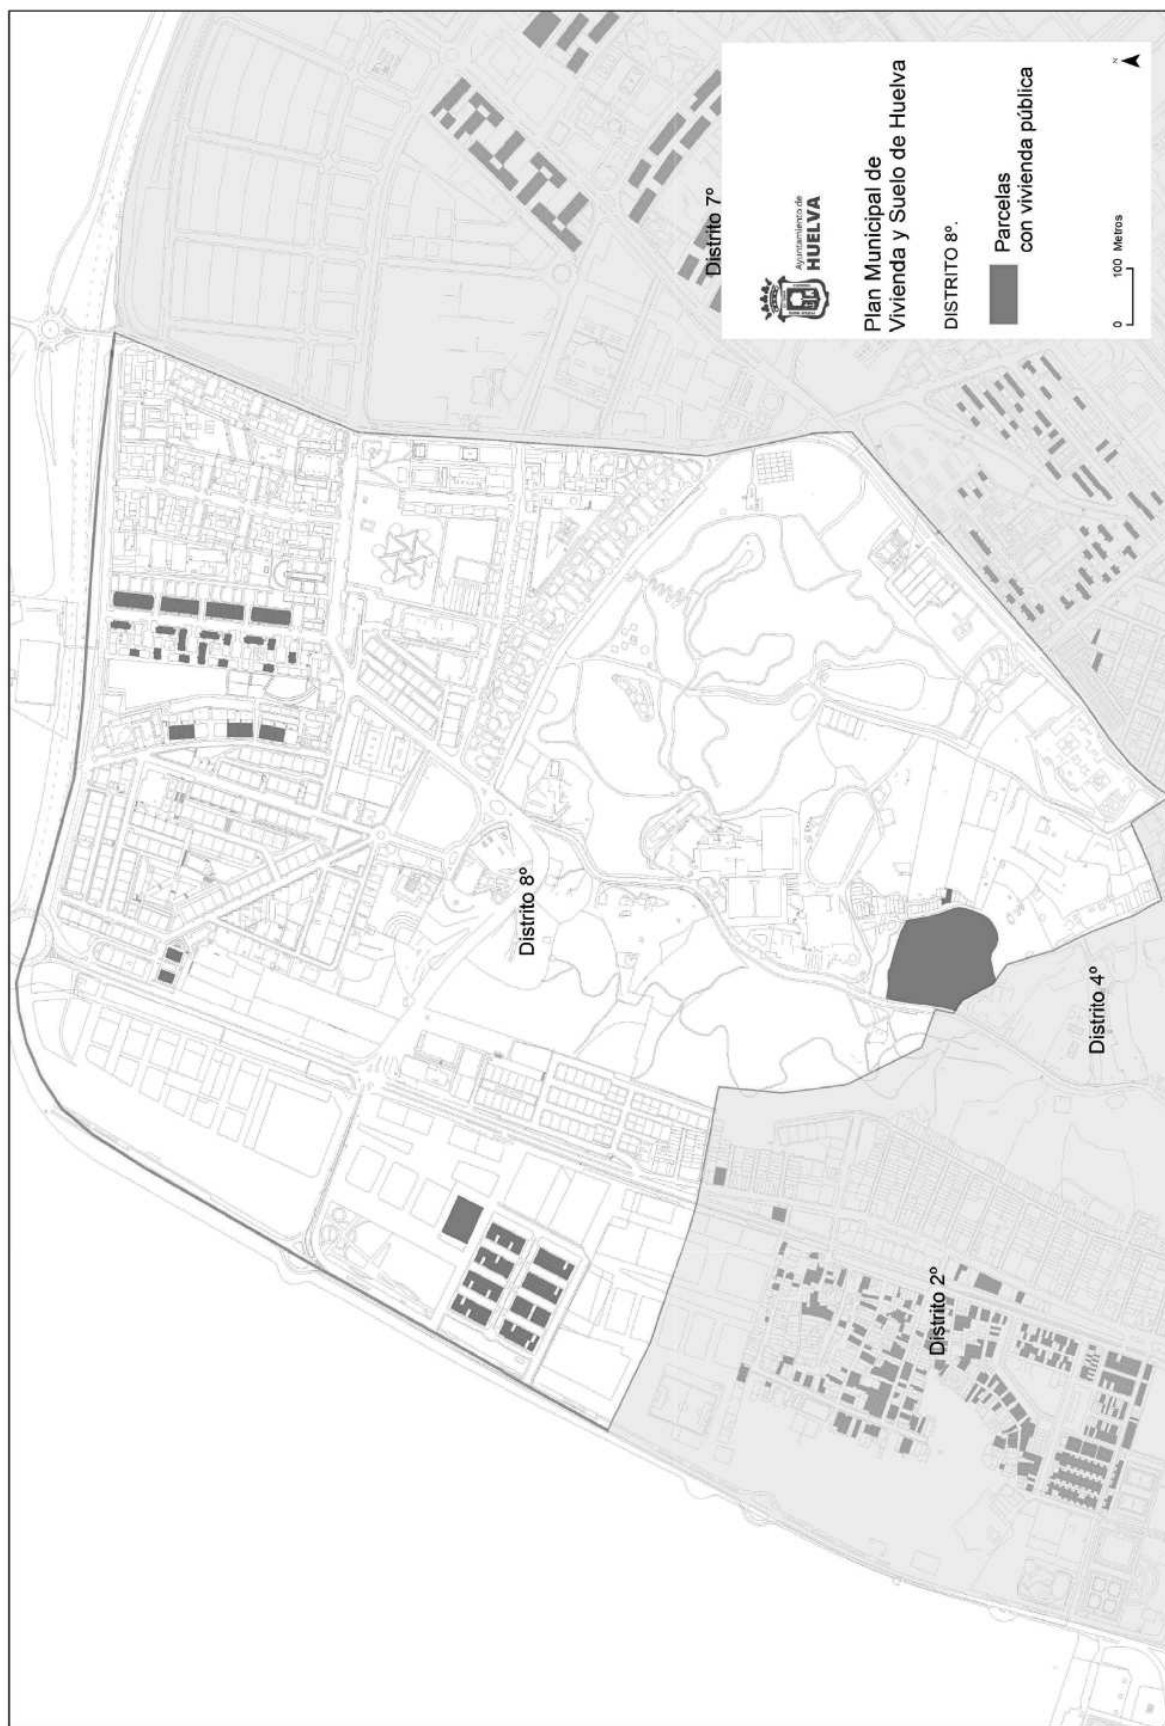 Distrito 7º
Distrito 8º
Distrito 4º
Distrito 2º
Ayuntamiento de
HUELVA
Plan Municipal de
Vivienda y Suelo de Huelva
DISTRITO 8º.
Parcelas
con vivienda pública
0 100 Metros
N